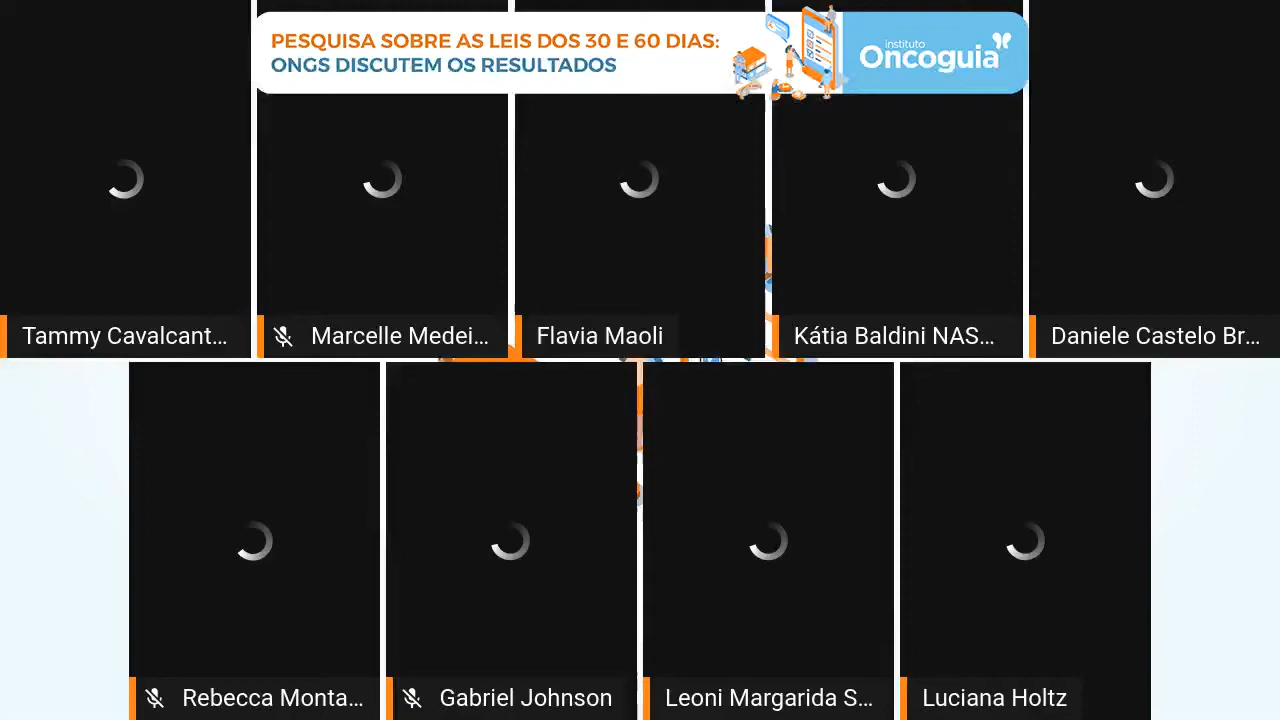 PESQUISA SOBRE AS LEIS DOS 30 E 60 DIAS:
ONGS DISCUTEM OS RESULTADOS
instituto
Oncoguia
Tammy Cavalcant...
Marcelle Medei...
Flavia Maoli
Kátia Baldini NAS...
Daniele Castelo Br...
Rebecca Monta...
Gabriel Johnson
Leoni Margarida S...
Luciana Holtz